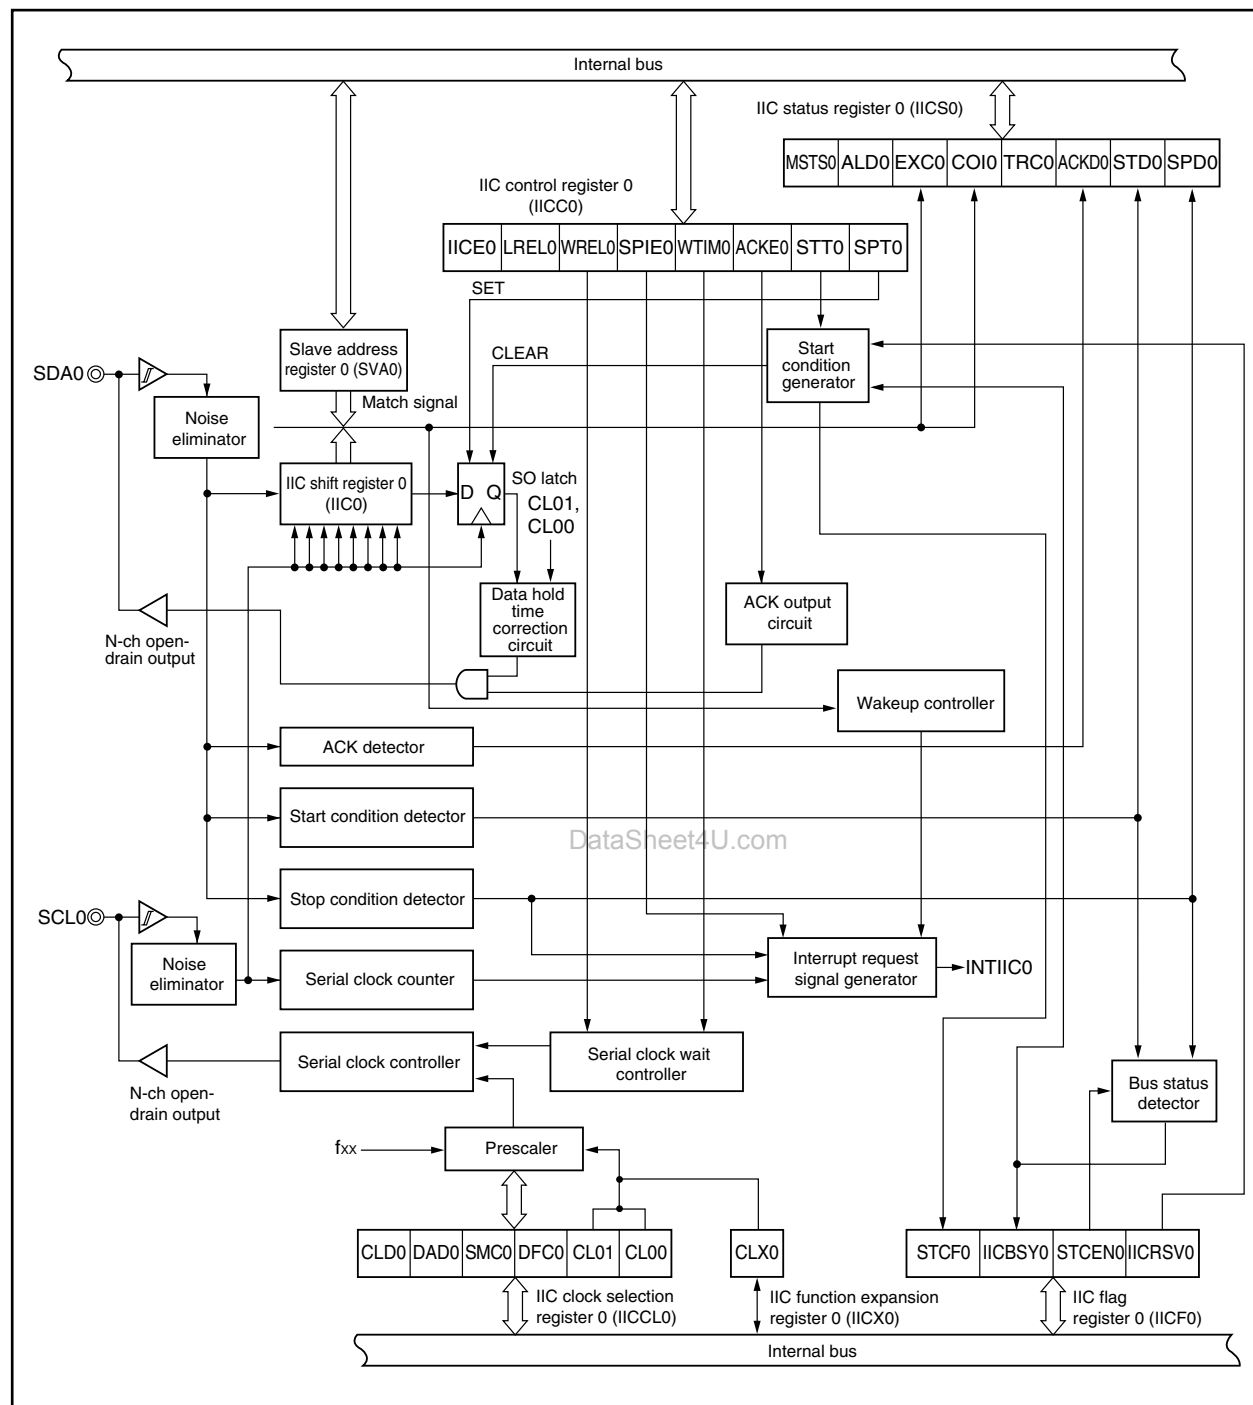 Internal bus
IIC status register 0 (IICS0)
MSTS0 ALD0 EXC0 COI0 TRC0 ACKD0 STD0 SPD0
IIC control register 0
(IICC0)
IICE0 LREL0 WREL0 SPIE0 WTIM0 ACKE0 STT0 SPT0
SET
Slave address
register 0 (SVA0)
CLEAR
Start
condition
generator
SDA0
Match signal
Noise
eliminator
IIC shift register 0
(IIC0)
D Q
SO latch
CL01,
CL00
Data hold
time
correction
circuit
ACK output
circuit
N-ch open-
drain output
Wakeup controller
ACK detector
Start condition detector
DataSheet4U.com
Stop condition detector
SCL0
Noise
eliminator
Serial clock counter
Interrupt request
signal generator
INTIIC0
Serial clock controller
Serial clock wait
controller
N-ch open-
drain output
Bus status
detector
fxx
Prescaler
CLD0 DAD0 SMC0 DFC0 CL01 CL00
CLX0
STCF0 IICBSY0 STCEN0 IICRSV0
IIC clock selection
register 0 (IICCL0)
IIC function expansion
register 0 (IICX0)
IIC flag
register 0 (IICF0)
Internal bus